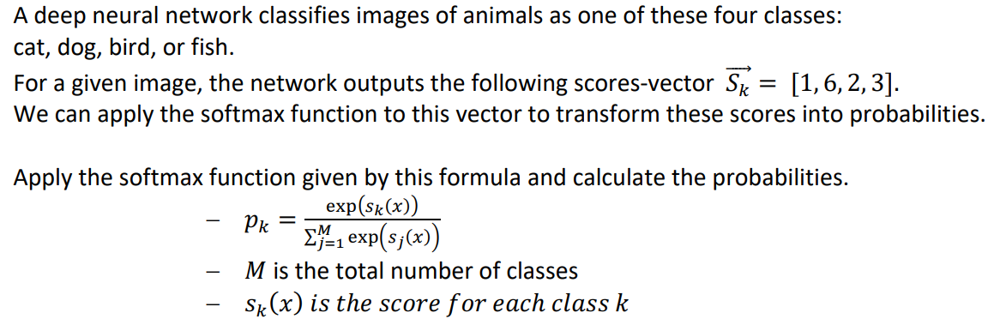 A deep neural network classifies images of animals as one of these four classes:
cat, dog, bird, or fish.
For a given image, the network outputs the following scores-vector $\overrightarrow{S_k} = [1, 6, 2, 3]$.
We can apply the softmax function to this vector to transform these scores into probabilities.
Apply the softmax function given by this formula and calculate the probabilities.
– $p_k = \frac{\exp(s_k(x))}{\sum_{j=1}^{M} \exp(s_j(x))}$
– $M$ is the total number of classes
– $s_k(x)$ is the score for each class $k$